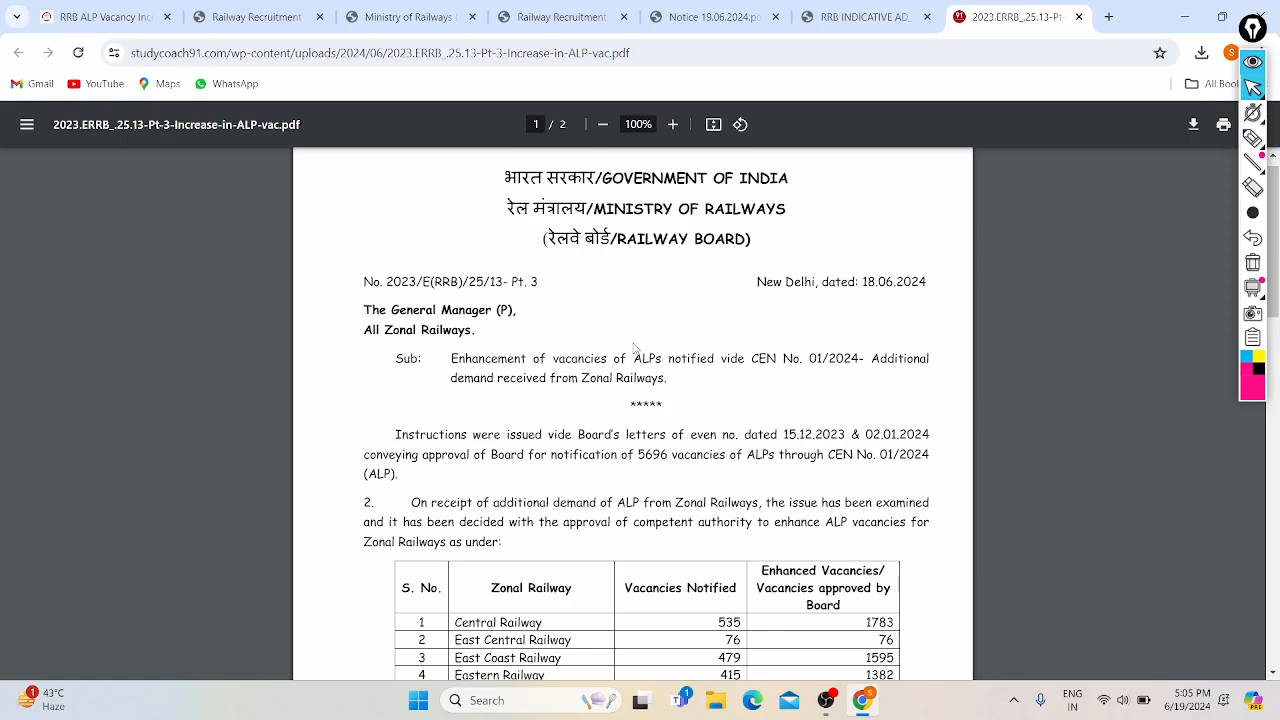 RRB ALP Vacancy Inc
Railway Recruitment
Ministry of Railways
Railway Recruitment
Notice 19.06.2024.p
RRB INDICATIVE AD_
2023.ERRB_.25.13-Pt
studycoach91.com/wp-content/uploads/2024/06/2023.ERRB_.25.13-Pt-3-Increase-in-ALP-vac.pdf
Gmail YouTube Maps WhatsApp All Book
2023.ERRB_.25.13-Pt-3-Increase-in-ALP-vac.pdf 1 / 2 100%
भारत सरकार/GOVERNMENT OF INDIA
रेल मंत्रालय/MINISTRY OF RAILWAYS
(रेलवे बोर्ड/RAILWAY BOARD)
No. 2023/E(RRB)/25/13- Pt. 3 New Delhi, dated: 18.06.2024
The General Manager (P),
All Zonal Railways.
Sub: Enhancement of vacancies of ALPs notified vide CEN No. 01/2024- Additional
demand received from Zonal Railways.
*****
Instructions were issued vide Board's letters of even no. dated 15.12.2023 & 02.01.2024
conveying approval of Board for notification of 5696 vacancies of ALPs through CEN No. 01/2024
(ALP).
2. On receipt of additional demand of ALP from Zonal Railways, the issue has been examined
and it has been decided with the approval of competent authority to enhance ALP vacancies for
Zonal Railways as under:
S. No. Zonal Railway Vacancies Notified Enhanced Vacancies/
Vacancies approved by
Board
1 Central Railway 535 1783
2 East Central Railway 76 76
3 East Coast Railway 479 1595
4 Eastern Railway 415 1382
43°C
Haze
Search
ENG
IN
5:05 PM
6/19/2024